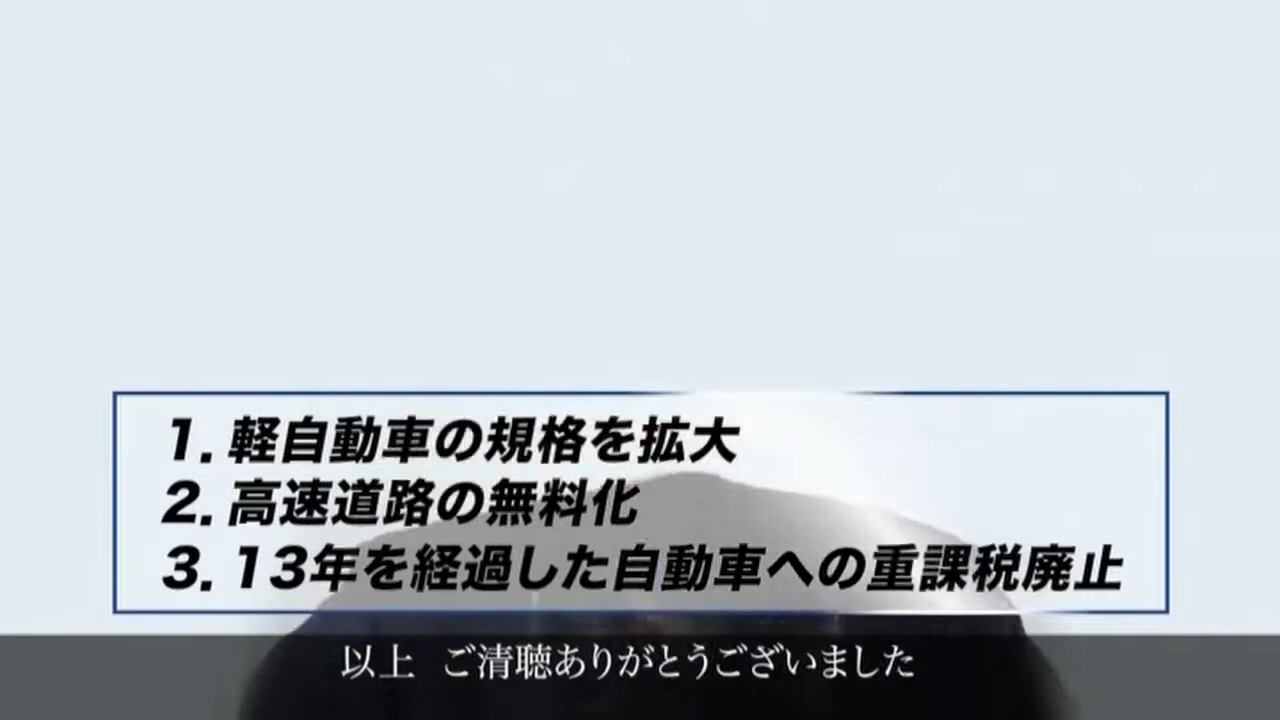 1. 軽自動車の規格を拡大
2. 高速道路の無料化
3. 13年を経過した自動車への重課税廃止
以上　ご清聴ありがとうございました